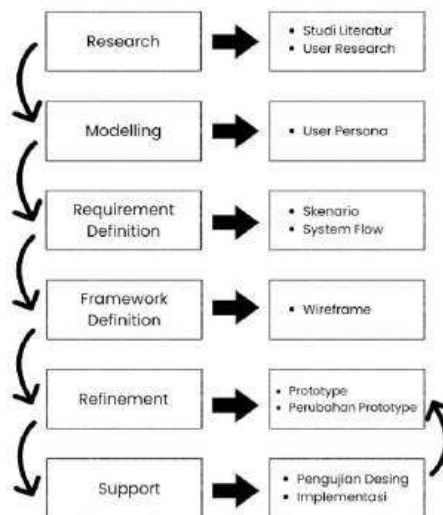 Research
• Studi Literatur
• User Research
Modelling
• User Persona
Requirement
Definition
• Skenario
• System Flow
Framework
Definition
• Wireframe
Refinement
• Prototype
• Perubahan Prototype
Support
• Pengujian Desing
• Implementasi